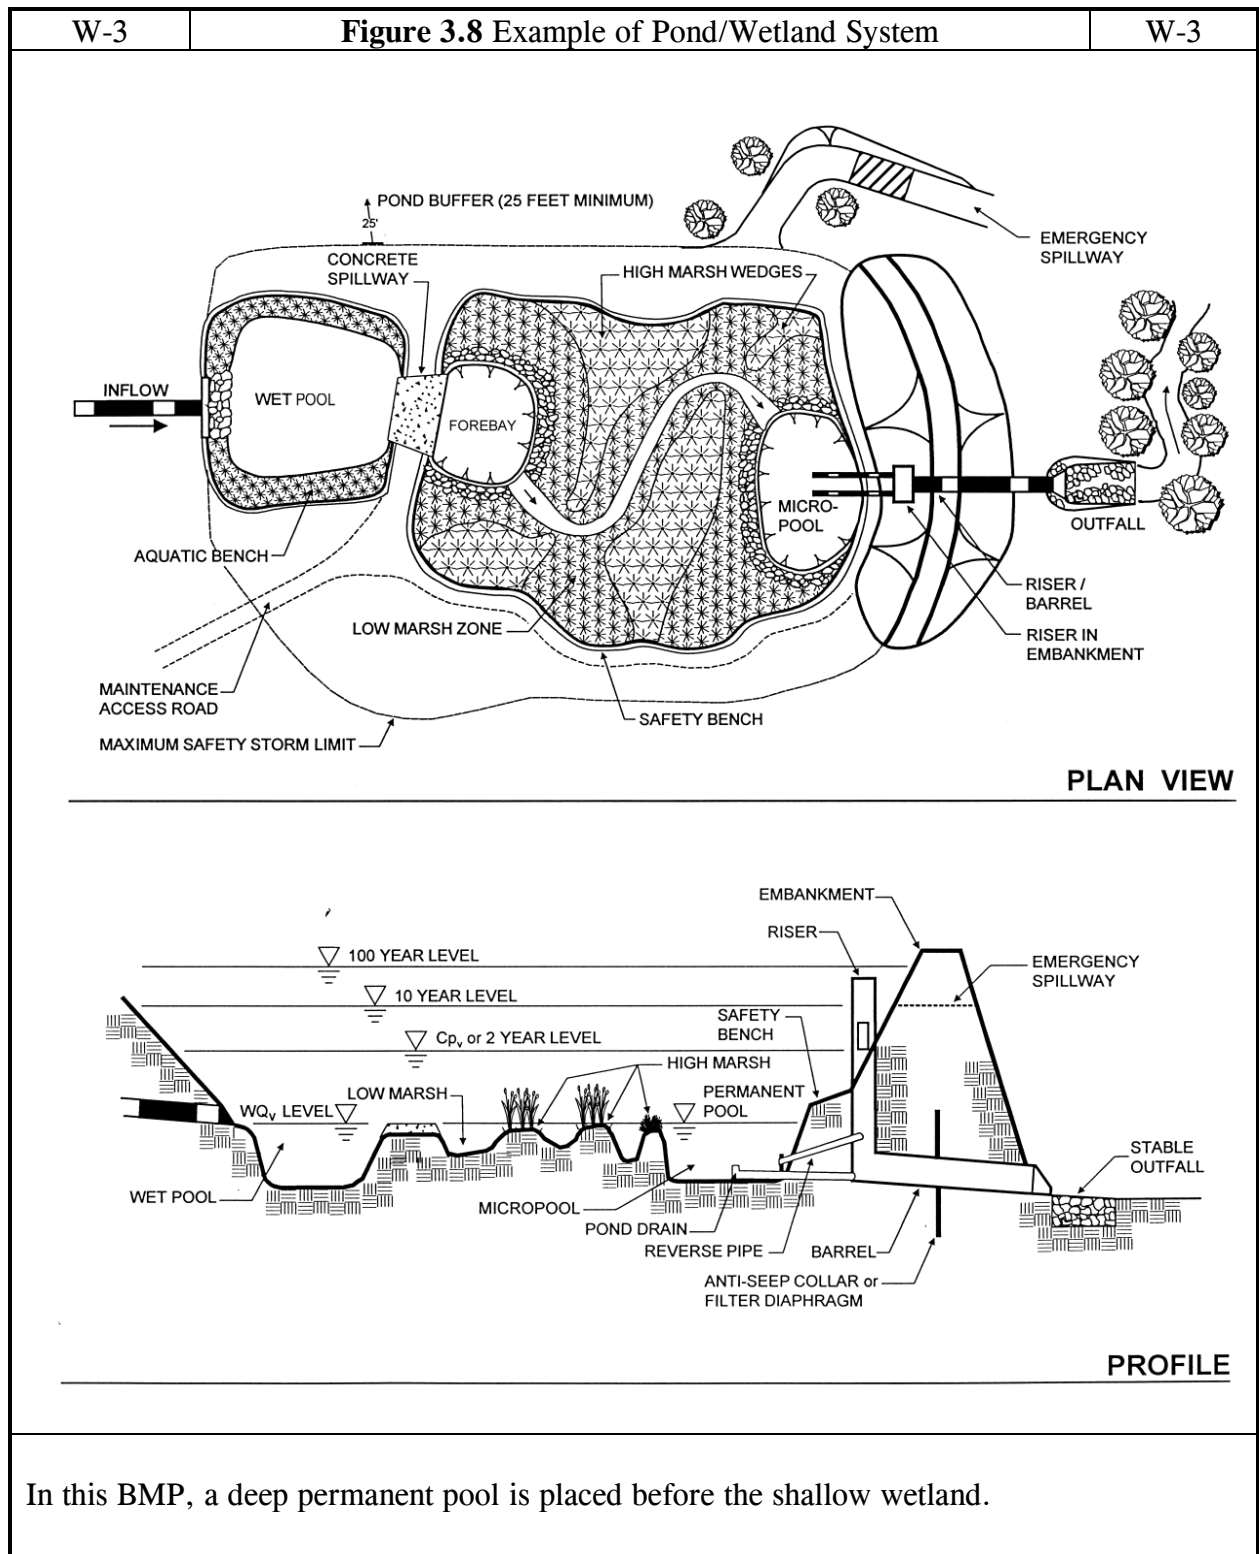 W-3
Figure 3.8 Example of Pond/Wetland System
W-3
POND BUFFER (25 FEET MINIMUM)
25'
CONCRETE
SPILLWAY
HIGH MARSH WEDGES
EMERGENCY
SPILLWAY
INFLOW
WET POOL
FOREBAY
MICRO-
POOL
OUTFALL
AQUATIC BENCH
RISER /
BARREL
LOW MARSH ZONE
RISER IN
EMBANKMENT
MAINTENANCE
ACCESS ROAD
SAFETY BENCH
MAXIMUM SAFETY STORM LIMIT
PLAN VIEW
EMBANKMENT
RISER
100 YEAR LEVEL
EMERGENCY
SPILLWAY
10 YEAR LEVEL
SAFETY
BENCH
Cpv or 2 YEAR LEVEL
HIGH MARSH
LOW MARSH
PERMANENT
POOL
WQv LEVEL
STABLE
OUTFALL
WET POOL
MICROPOOL
POND DRAIN
REVERSE PIPE
BARREL
ANTI-SEEP COLLAR or
FILTER DIAPHRAGM
PROFILE
In this BMP, a deep permanent pool is placed before the shallow wetland.